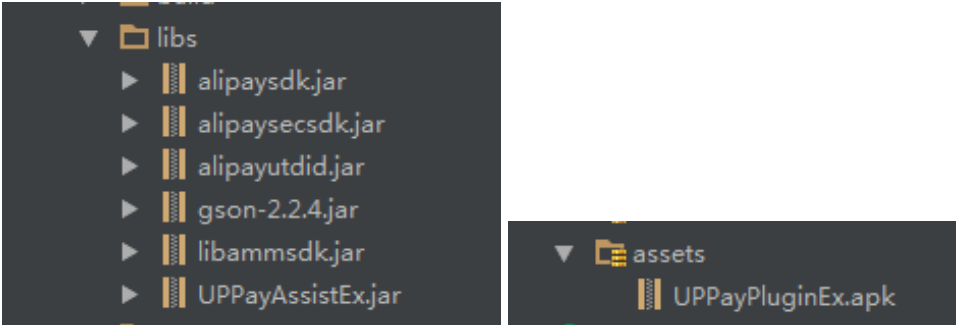 libs
alipaysdk.jar
alipaysecsdk.jar
alipayutdid.jar
gson-2.2.4.jar
libammsdk.jar
UPPayAssistEx.jar
assets
UPPayPluginEx.apk